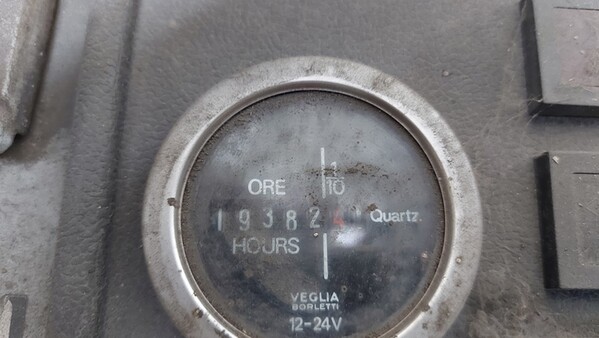 ORE 1/10
19382 Quartz.
HOURS
VEGLIA
BORLETTI
12-24V